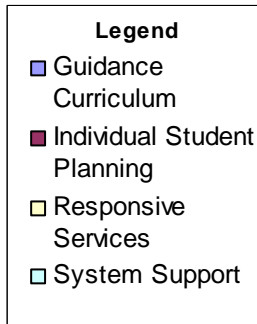 Legend
Guidance
Curriculum
Individual Student
Planning
Responsive
Services
System Support